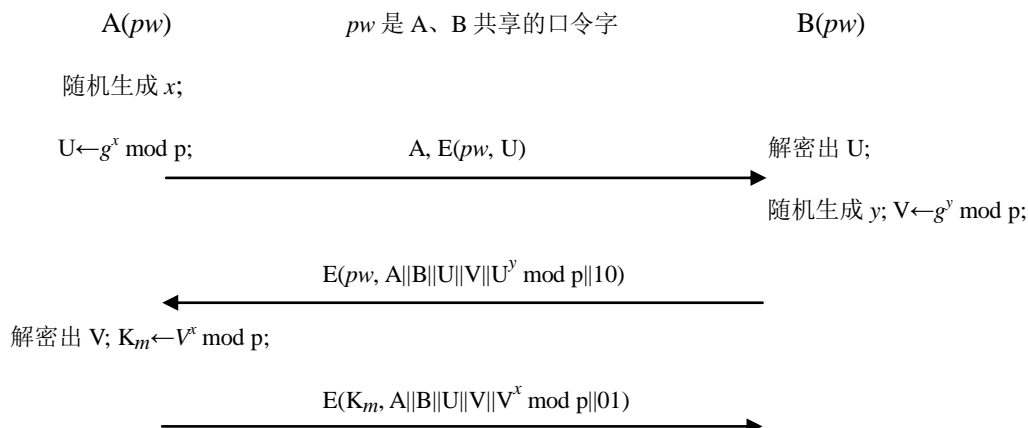 A(pw) pw 是 A、B 共享的口令字 B(pw)
随机生成 x;
U←g^x mod p; A, E(pw, U) 解密出 U;
随机生成 y; V←g^y mod p;
E(pw, A||B||U||V||U^y mod p||10)
解密出 V; K_m←V^x mod p;
E(K_m, A||B||U||V||V^x mod p||01)